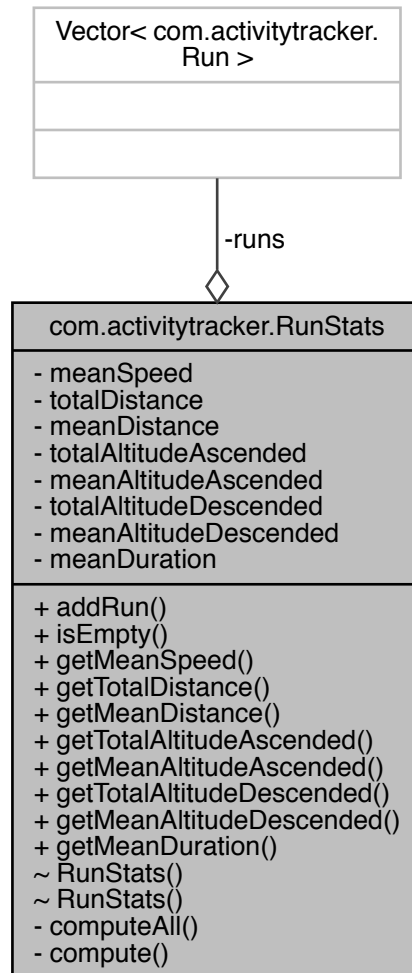 Vector< com.activitytracker.
Run >
-runs
com.activitytracker.RunStats
- meanSpeed
- totalDistance
- meanDistance
- totalAltitudeAscended
- meanAltitudeAscended
- totalAltitudeDescended
- meanAltitudeDescended
- meanDuration
+ addRun()
+ isEmpty()
+ getMeanSpeed()
+ getTotalDistance()
+ getMeanDistance()
+ getTotalAltitudeAscended()
+ getMeanAltitudeAscended()
+ getTotalAltitudeDescended()
+ getMeanAltitudeDescended()
+ getMeanDuration()
~ RunStats()
~ RunStats()
- computeAll()
- compute()